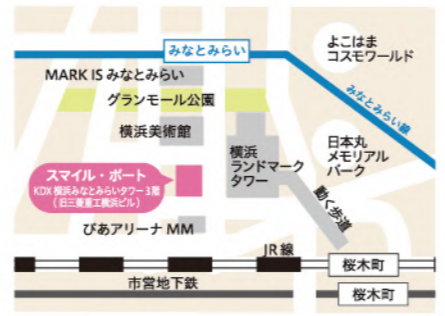 みなとみらい
よこはま
コスモワールド
MARK IS みなとみらい
グランモール公園
みなとみらい線
横浜美術館
横浜
ランドマーク
タワー
日本丸
メモリアル
パーク
スマイル・ポート
KDX 横浜みなとみらいタワー 3階
(旧三菱重工横浜ビル)
動く歩道
ぴあアリーナ MM
JR線
桜木町
市営地下鉄
桜木町